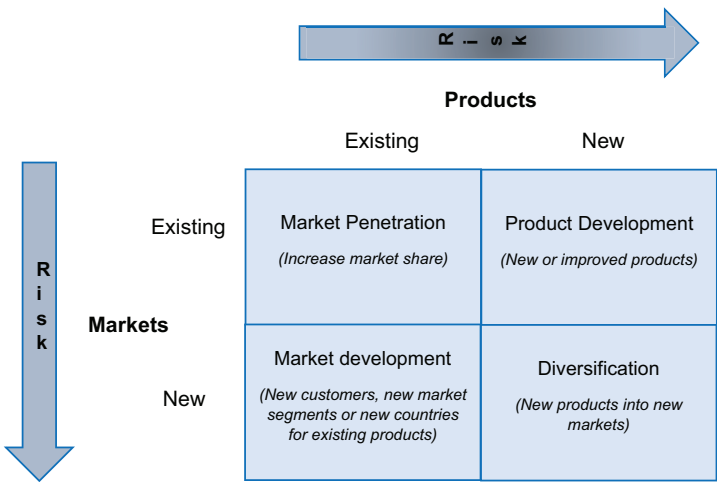 Risk
Products
Existing New
Existing
Market Penetration
(Increase market share)
Product Development
(New or improved products)
R
i
s
k
Markets
New
Market development
(New customers, new market
segments or new countries
for existing products)
Diversification
(New products into new
markets)